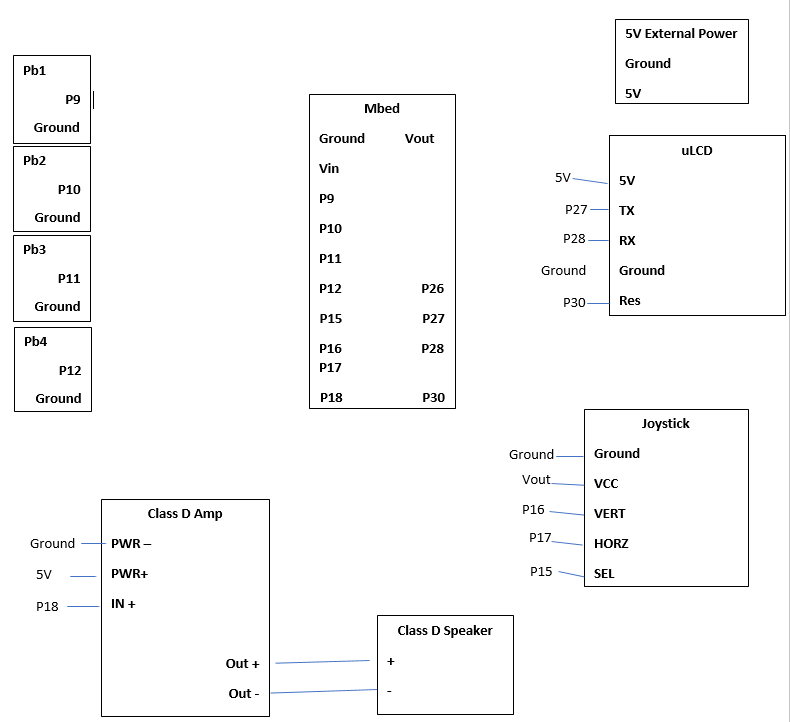 Pb1
P9
Ground
Pb2
P10
Ground
Pb3
P11
Ground
Pb4
P12
Ground
Mbed
Ground Vout
Vin
P9
P10
P11
P12 P26
P15 P27
P16 P28
P17
P18 P30
5V External Power
Ground
5V
uLCD
5V 5V
P27 TX
P28 RX
Ground Ground
P30 Res
Joystick
Ground Ground
Vout VCC
P16 VERT
P17 HORZ
P15 SEL
Class D Amp
Ground PWR –
5V PWR+
P18 IN +
Out +
Out -
Class D Speaker
+
-